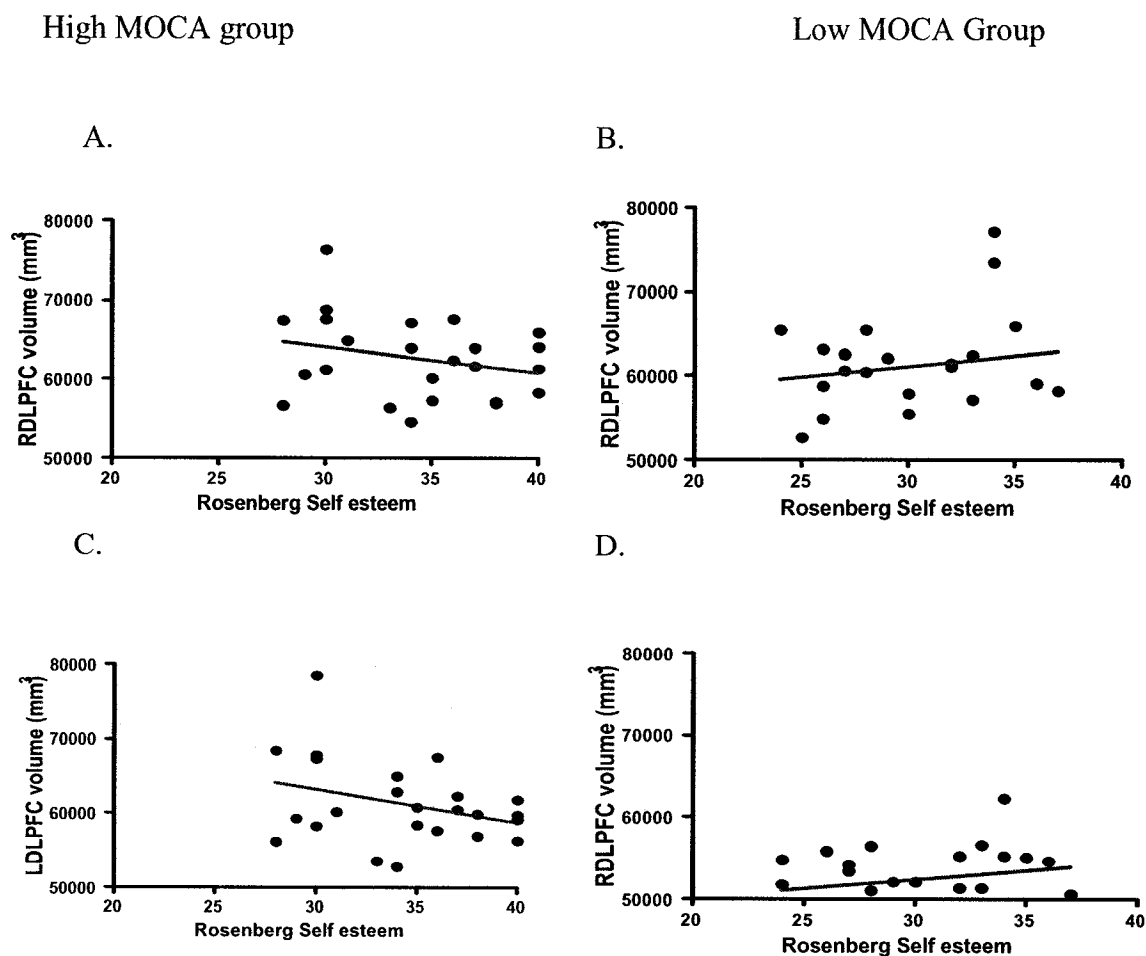 High MOCA group
Low MOCA Group
A.
B.
RDLPFC volume (mm³)
80000
70000
60000
50000
20 25 30 35 40
Rosenberg Self esteem
RDLPFC volume (mm³)
80000
70000
60000
50000
20 25 30 35 40
Rosenberg Self esteem
C.
D.
LDLPFC volume (mm³)
80000
70000
60000
50000
20 25 30 35 40
Rosenberg Self esteem
RDLPFC volume (mm³)
80000
70000
60000
50000
20 25 30 35 40
Rosenberg Self esteem